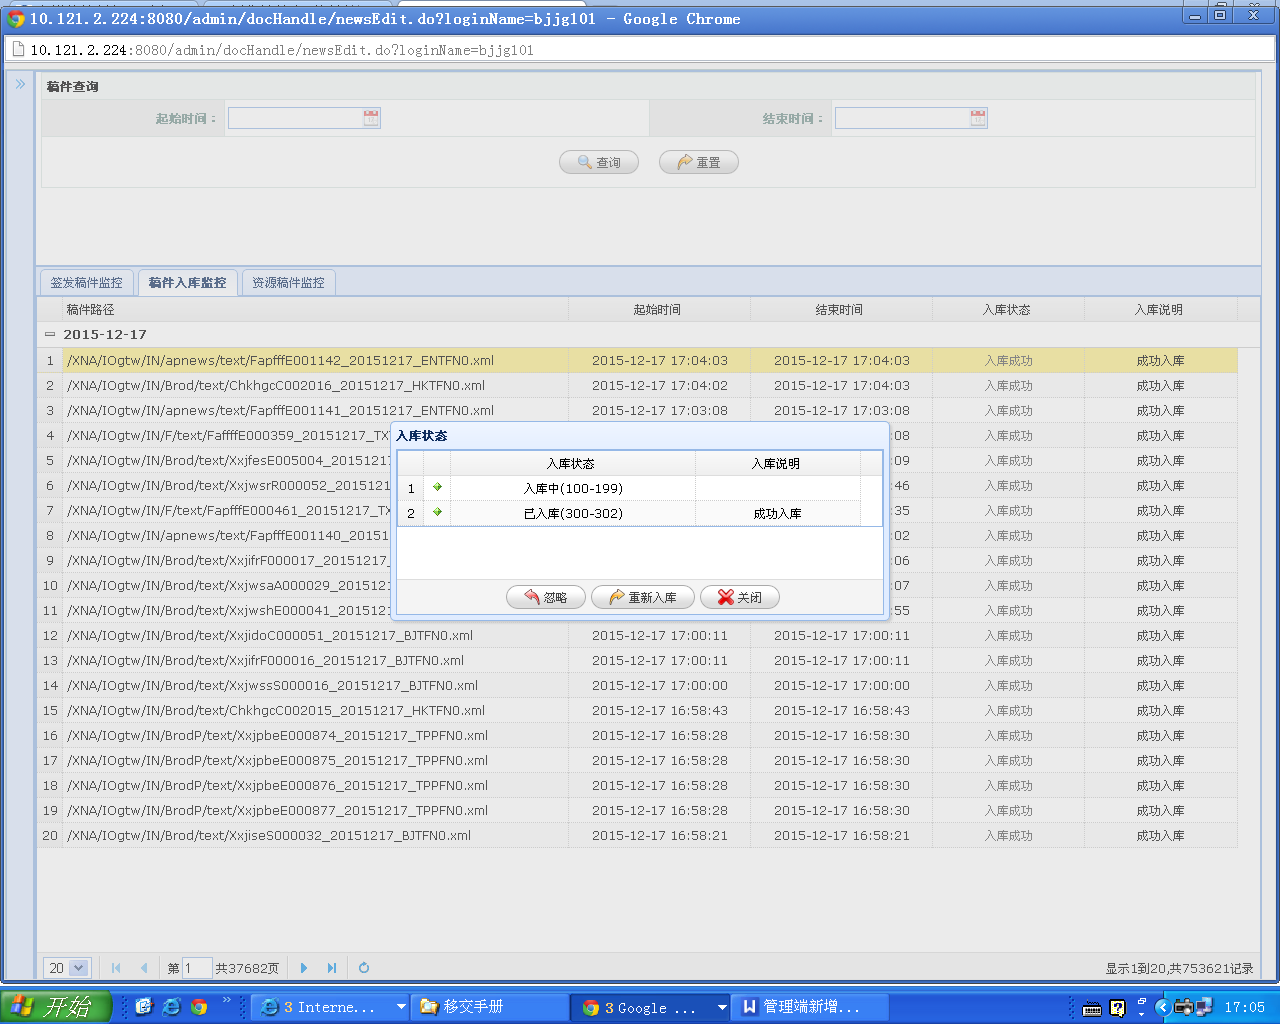 10.121.2.224:8080/admin/docHandle/newsEdit.do?loginName=bjjg101 - Google Chrome
10.121.2.224:8080/admin/docHandle/newsEdit.do?loginName=bjjg101
稿件查询
起始时间： 结束时间：
查询 重置
签发稿件监控 稿件入库监控 资源稿件监控
稿件路径 起始时间 结束时间 入库状态 入库说明
2015-12-17
1 /XNA/IOgtw/IN/apnews/text/FapfffE001142_20151217_ENTFN0.xml 2015-12-17 17:04:03 2015-12-17 17:04:03 入库成功 成功入库
2 /XNA/IOgtw/IN/Brod/text/ChkhgcC002016_20151217_HKTFN0.xml 2015-12-17 17:04:02 2015-12-17 17:04:03 入库成功 成功入库
3 /XNA/IOgtw/IN/apnews/text/FapfffE001141_20151217_ENTFN0.xml 2015-12-17 17:03:08 2015-12-17 17:03:08 入库成功 成功入库
4 /XNA/IOgtw/IN/F/text/FaffffE000359_20151217_TX :08 入库成功 成功入库
5 /XNA/IOgtw/IN/Brod/text/XxjfesE005004_20151217 :09 入库成功 成功入库
6 /XNA/IOgtw/IN/Brod/text/XxjwsrR000052_2015121 :46 入库成功 成功入库
7 /XNA/IOgtw/IN/F/text/FapfffE000461_20151217_TX :35 入库成功 成功入库
8 /XNA/IOgtw/IN/apnews/text/FapfffE001140_20151 :02 入库成功 成功入库
9 /XNA/IOgtw/IN/Brod/text/XxjifrF000017_20151217_ :06 入库成功 成功入库
10 /XNA/IOgtw/IN/Brod/text/XxjwsaA000029_2015121 :07 入库成功 成功入库
11 /XNA/IOgtw/IN/Brod/text/XxjwshE000041_2015121 :55 入库成功 成功入库
12 /XNA/IOgtw/IN/Brod/text/XxjidoC000051_20151217_BJTFN0.xml 2015-12-17 17:00:11 2015-12-17 17:00:11 入库成功 成功入库
13 /XNA/IOgtw/IN/Brod/text/XxjifrF000016_20151217_BJTFN0.xml 2015-12-17 17:00:11 2015-12-17 17:00:11 入库成功 成功入库
14 /XNA/IOgtw/IN/Brod/text/XxjwssS000016_20151217_BJTFN0.xml 2015-12-17 17:00:00 2015-12-17 17:00:00 入库成功 成功入库
15 /XNA/IOgtw/IN/Brod/text/ChkhgcC002015_20151217_HKTFN0.xml 2015-12-17 16:58:43 2015-12-17 16:58:43 入库成功 成功入库
16 /XNA/IOgtw/IN/BrodP/text/XxjpbeE000874_20151217_TPPFN0.xml 2015-12-17 16:58:28 2015-12-17 16:58:30 入库成功 成功入库
17 /XNA/IOgtw/IN/BrodP/text/XxjpbeE000875_20151217_TPPFN0.xml 2015-12-17 16:58:28 2015-12-17 16:58:30 入库成功 成功入库
18 /XNA/IOgtw/IN/BrodP/text/XxjpbeE000876_20151217_TPPFN0.xml 2015-12-17 16:58:28 2015-12-17 16:58:30 入库成功 成功入库
19 /XNA/IOgtw/IN/BrodP/text/XxjpbeE000877_20151217_TPPFN0.xml 2015-12-17 16:58:28 2015-12-17 16:58:30 入库成功 成功入库
20 /XNA/IOgtw/IN/Brod/text/XxjiseS000032_20151217_BJTFN0.xml 2015-12-17 16:58:21 2015-12-17 16:58:21 入库成功 成功入库
入库状态
入库状态 入库说明
1 入库中(100-199)
2 已入库(300-302) 成功入库
忽略 重新入库 关闭
20 第 1 共37682页 显示1到20,共753621记录
开始 3 Interne... 移交手册 3 Google ... 管理端新增... 17:05